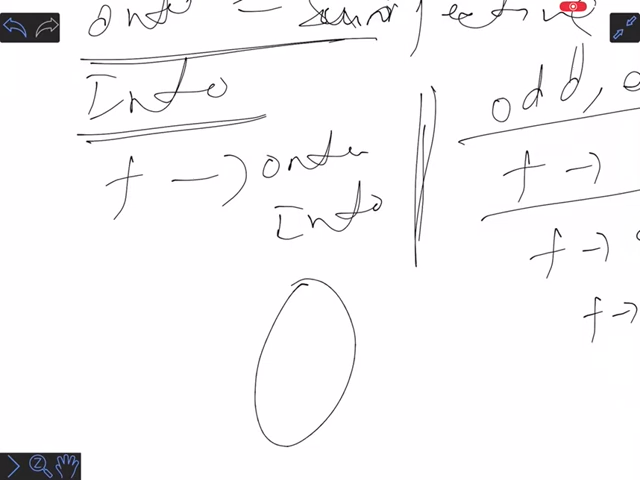 onto = surjective
Into
f → onto
Into
odd,
f →
f →
f →